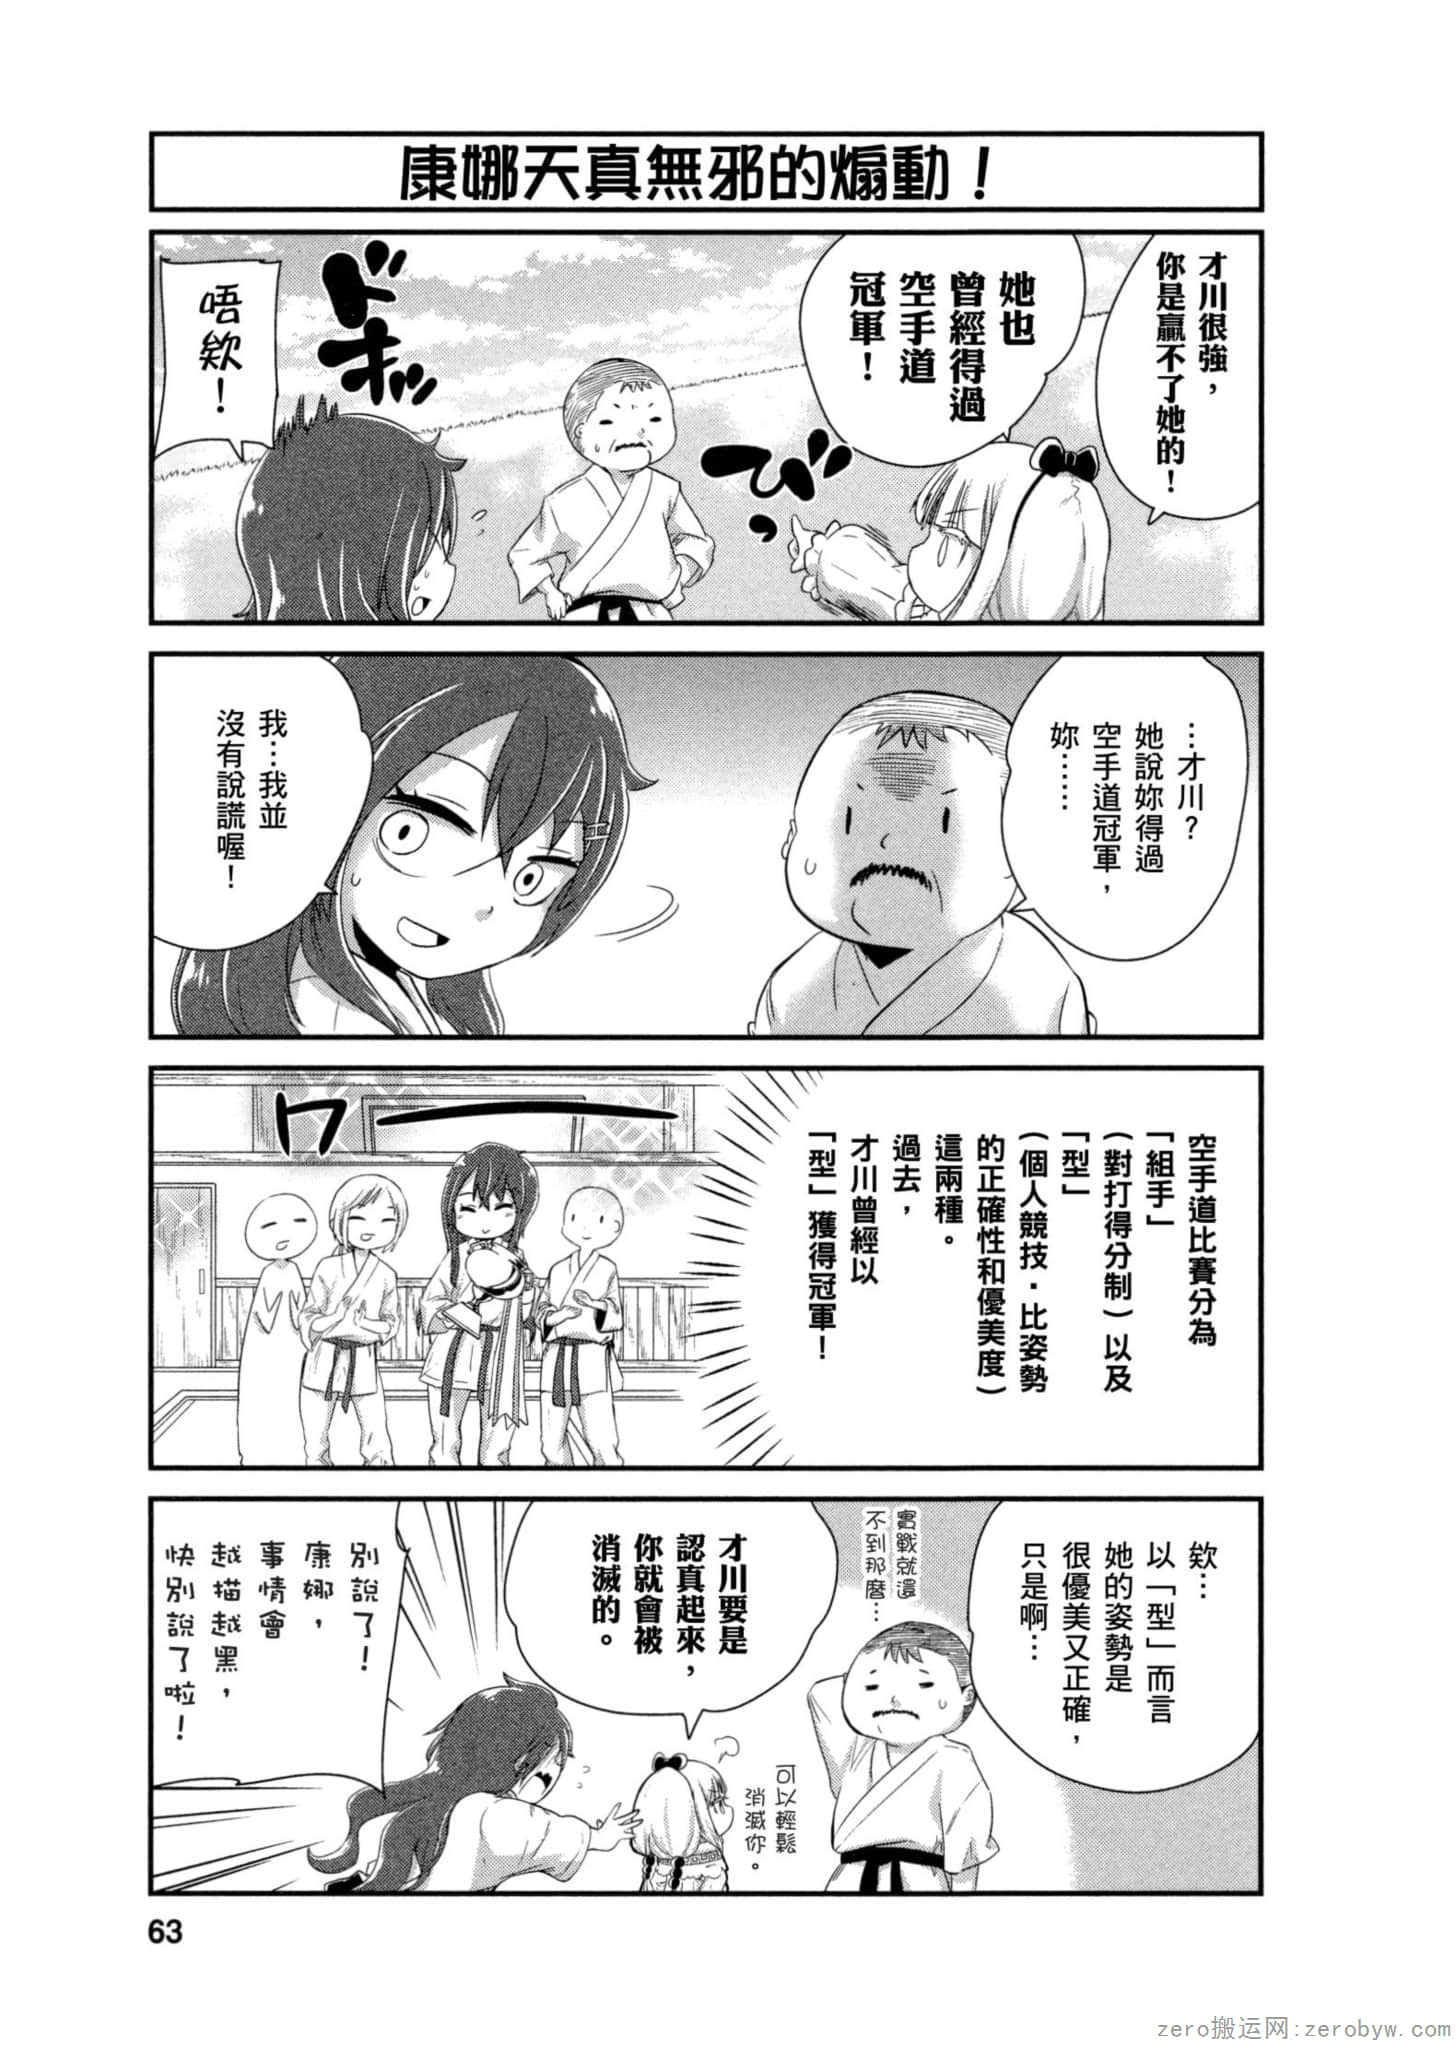 康娜天真無邪的煽動！
才川很強，
你是贏不了她的！
她也
曾經得過
空手道
冠軍！
びっ
ドキッ
唔欸！
…才川？
她說妳得過
空手道冠軍，
妳……
我…我並
沒有說謊喔！
空手道比賽分為
「組手」
（對打得分制）以及
「型」
（個人競技‧比姿勢
的正確性和優美度）
這兩種。
過去，
才川曾經以
「型」獲得冠軍！
ワー
欸…
以「型」而言
她的姿勢是
很優美又正確，
只是啊…
實戰就還
不到那麼…
才川要是
認真起來，
你就會被
消滅的。
可以輕鬆
消滅你。
別說了！
康娜，
事情會
越描越黑，
快別說了啦！
63
zero搬运网:zerobyw.com